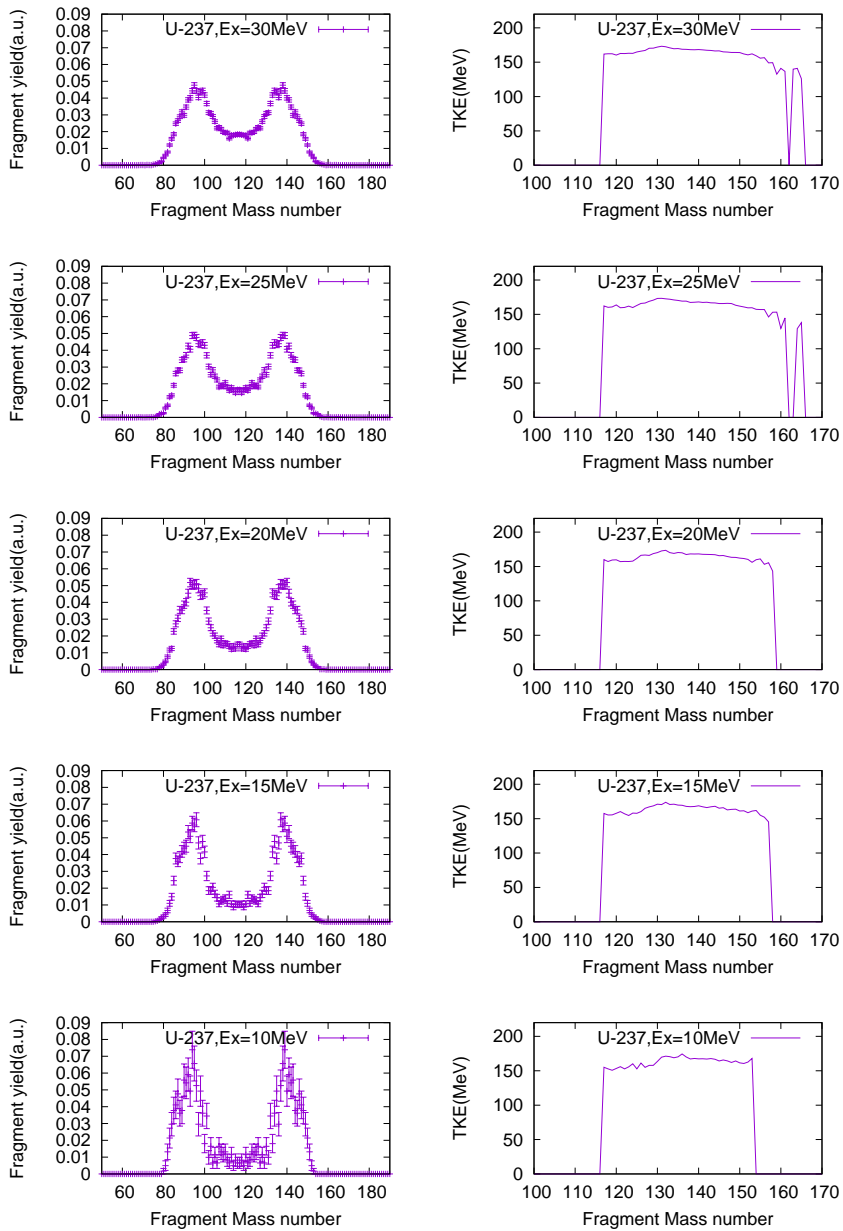 U-237,Ex=30MeV
Fragment yield(a.u.)
0.09
0.08
0.07
0.06
0.05
0.04
0.03
0.02
0.01
0
60 80 100 120 140 160 180
Fragment Mass number
U-237,Ex=30MeV
TKE(MeV)
200
150
100
50
0
100 110 120 130 140 150 160 170
Fragment Mass number
U-237,Ex=25MeV
Fragment yield(a.u.)
0.09
0.08
0.07
0.06
0.05
0.04
0.03
0.02
0.01
0
60 80 100 120 140 160 180
Fragment Mass number
U-237,Ex=25MeV
TKE(MeV)
200
150
100
50
0
100 110 120 130 140 150 160 170
Fragment Mass number
U-237,Ex=20MeV
Fragment yield(a.u.)
0.09
0.08
0.07
0.06
0.05
0.04
0.03
0.02
0.01
0
60 80 100 120 140 160 180
Fragment Mass number
U-237,Ex=20MeV
TKE(MeV)
200
150
100
50
0
100 110 120 130 140 150 160 170
Fragment Mass number
U-237,Ex=15MeV
Fragment yield(a.u.)
0.09
0.08
0.07
0.06
0.05
0.04
0.03
0.02
0.01
0
60 80 100 120 140 160 180
Fragment Mass number
U-237,Ex=15MeV
TKE(MeV)
200
150
100
50
0
100 110 120 130 140 150 160 170
Fragment Mass number
U-237,Ex=10MeV
Fragment yield(a.u.)
0.09
0.08
0.07
0.06
0.05
0.04
0.03
0.02
0.01
0
60 80 100 120 140 160 180
Fragment Mass number
U-237,Ex=10MeV
TKE(MeV)
200
150
100
50
0
100 110 120 130 140 150 160 170
Fragment Mass number